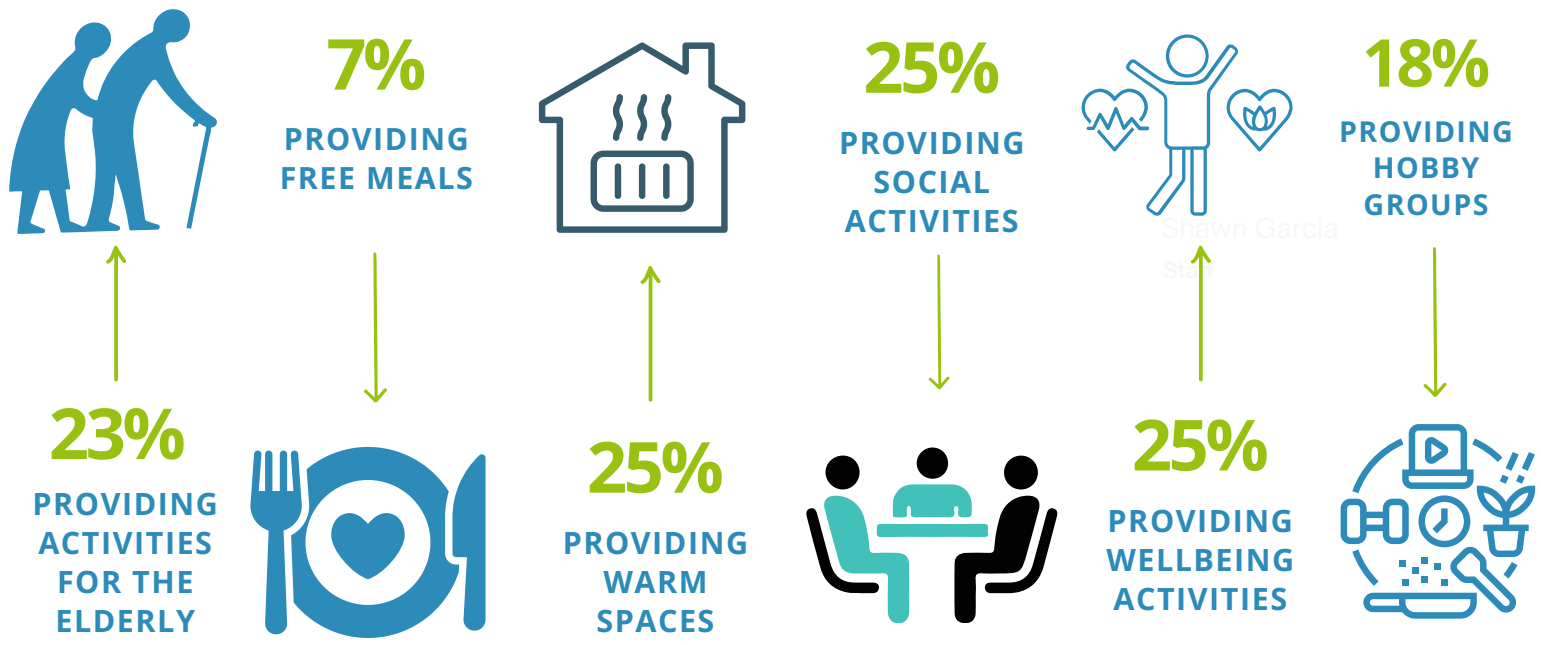 7%
PROVIDING
FREE MEALS
25%
PROVIDING
SOCIAL
ACTIVITIES
18%
PROVIDING
HOBBY
GROUPS
Shawn Garcia
Staff
23%
PROVIDING
ACTIVITIES
FOR THE
ELDERLY
25%
PROVIDING
WARM
SPACES
25%
PROVIDING
WELLBEING
ACTIVITIES